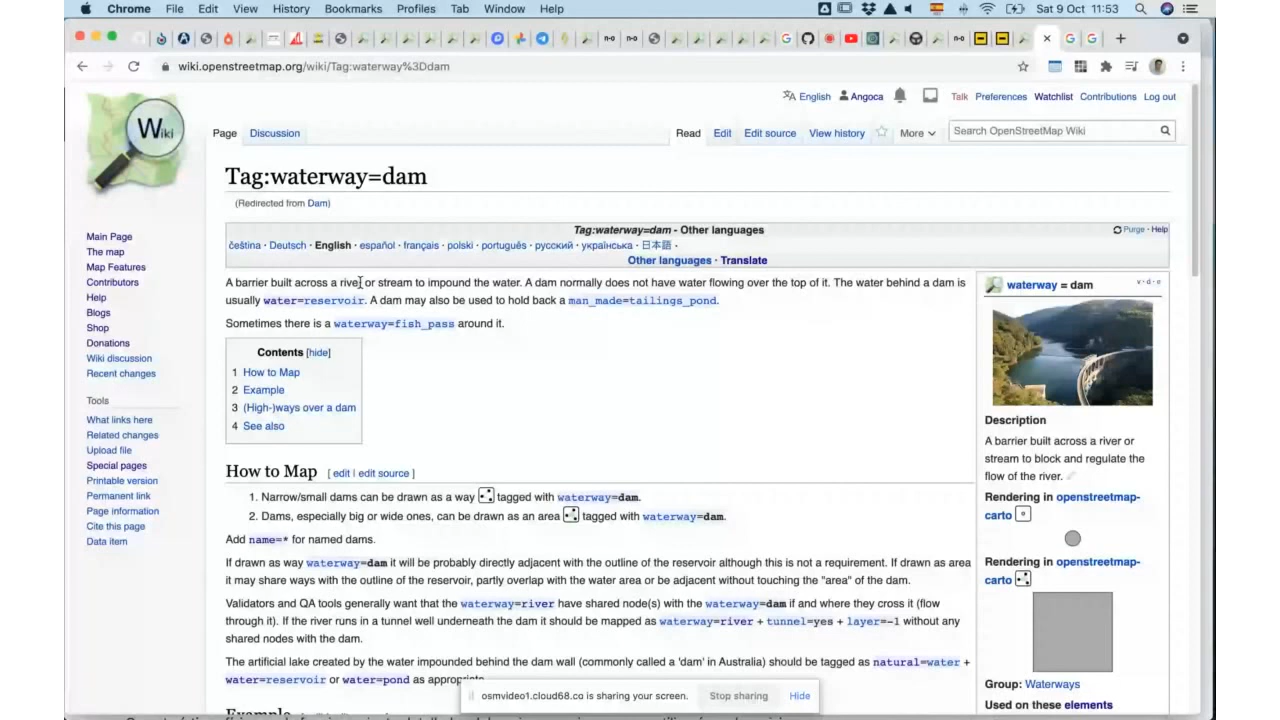 Chrome File Edit View History Bookmarks Profiles Tab Window Help Sat 9 Oct 11:53
wiki.openstreetmap.org/wiki/Tag:waterway%3Ddam
English Angoca Talk Preferences Watchlist Contributions Log out
Wiki
Page Discussion Read Edit Edit source View history More Search OpenStreetMap Wiki
Tag:waterway=dam
(Redirected from Dam)
Tag:waterway=dam - Other languages
Purge · Help
čeština · Deutsch · English · español · français · polski · português · русский · українська · 日本語 ·
Other languages · Translate
Main Page
The map
Map Features
Contributors
Help
Blogs
Shop
Donations
Wiki discussion
Recent changes
Tools
What links here
Related changes
Upload file
Special pages
Printable version
Permanent link
Page information
Cite this page
Data item
A barrier built across a river or stream to impound the water. A dam normally does not have water flowing over the top of it. The water behind a dam is
usually water=reservoir. A dam may also be used to hold back a man_made=tailings_pond.
Sometimes there is a waterway=fish_pass around it.
Contents [hide]
1 How to Map
2 Example
3 (High-)ways over a dam
4 See also
How to Map [ edit | edit source ]
1. Narrow/small dams can be drawn as a way tagged with waterway=dam.
2. Dams, especially big or wide ones, can be drawn as an area tagged with waterway=dam.
Add name=* for named dams.
If drawn as way waterway=dam it will be probably directly adjacent with the outline of the reservoir although this is not a requirement. If drawn as area
it may share ways with the outline of the reservoir, partly overlap with the water area or be adjacent without touching the "area" of the dam.
Validators and QA tools generally want that the waterway=river have shared node(s) with the waterway=dam if and where they cross it (flow
through it). If the river runs in a tunnel well underneath the dam it should be mapped as waterway=river + tunnel=yes + layer=-1 without any
shared nodes with the dam.
The artificial lake created by the water impounded behind the dam wall (commonly called a 'dam' in Australia) should be tagged as natural=water +
water=reservoir or water=pond as appropriate
waterway = dam
v · d · e
Description
A barrier built across a river or
stream to block and regulate the
flow of the river.
Rendering in openstreetmap-
carto
Rendering in openstreetmap-
carto
Group: Waterways
Used on these elements
osmvideo1.cloud68.co is sharing your screen. Stop sharing Hide